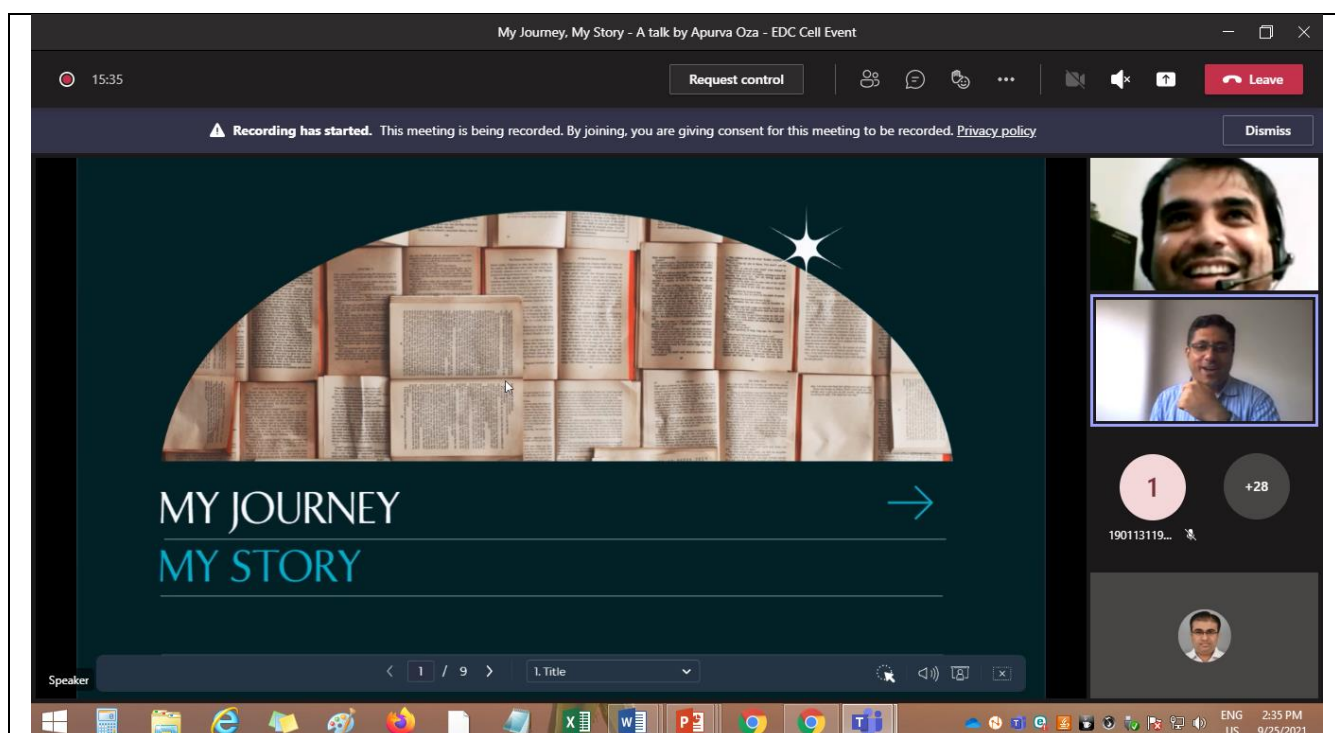 My Journey, My Story - A talk by Apurva Oza - EDC Cell Event
15:35
Request control
Leave
Recording has started. This meeting is being recorded. By joining, you are giving consent for this meeting to be recorded. Privacy policy
Dismiss
MY JOURNEY
MY STORY
1
+28
190113119...
Speaker
1 / 9
1. Title
ENG
US
2:35 PM
9/25/2021